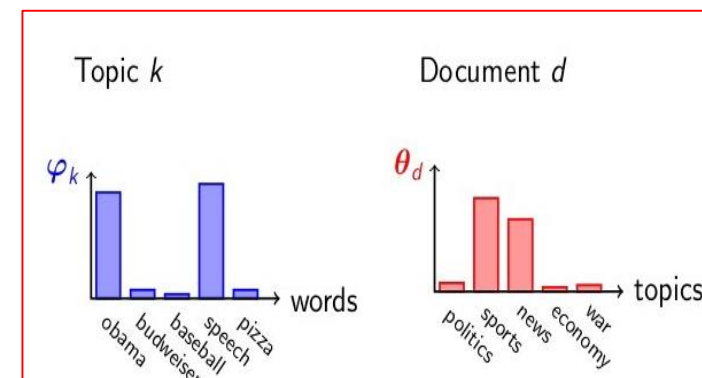 Topic k
Document d
φk
θd
words
topics
obama
budweiser
baseball
speech
pizza
politics
sports
news
economy
war